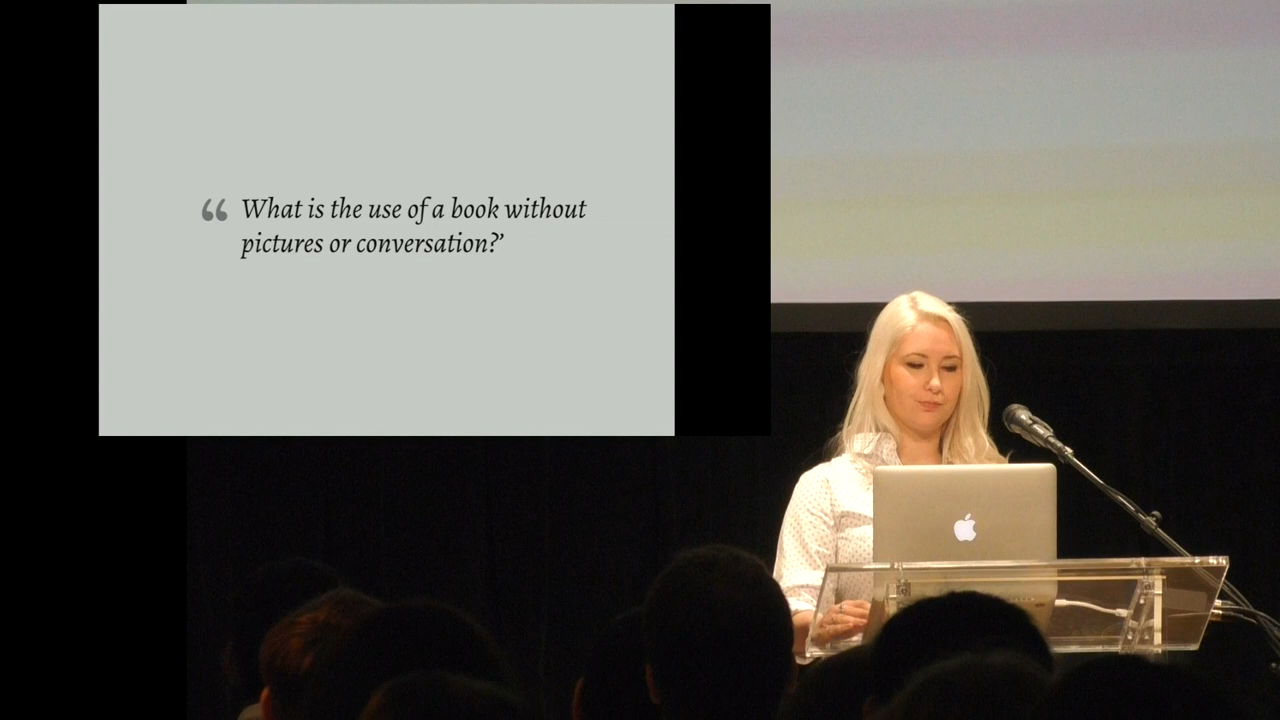 “ What is the use of a book without
pictures or conversation?’